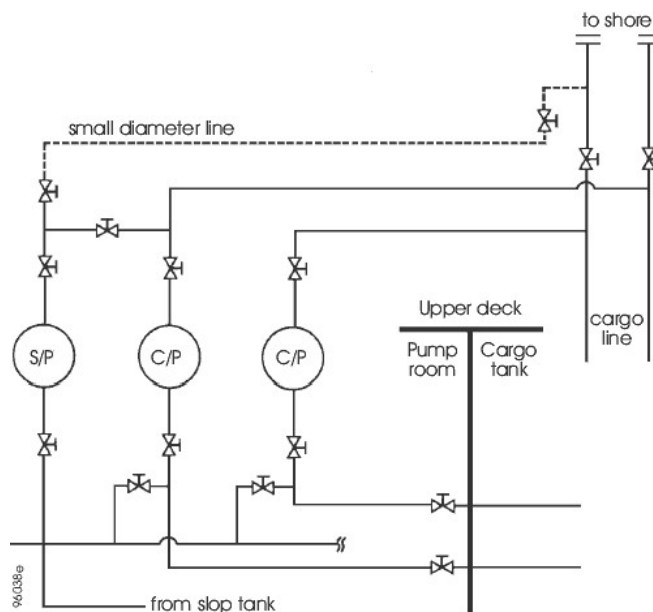 to shore
small diameter line
Upper deck
cargo
line
Pump
room
Cargo
tank
S/P
C/P
C/P
from slop tank
96038e